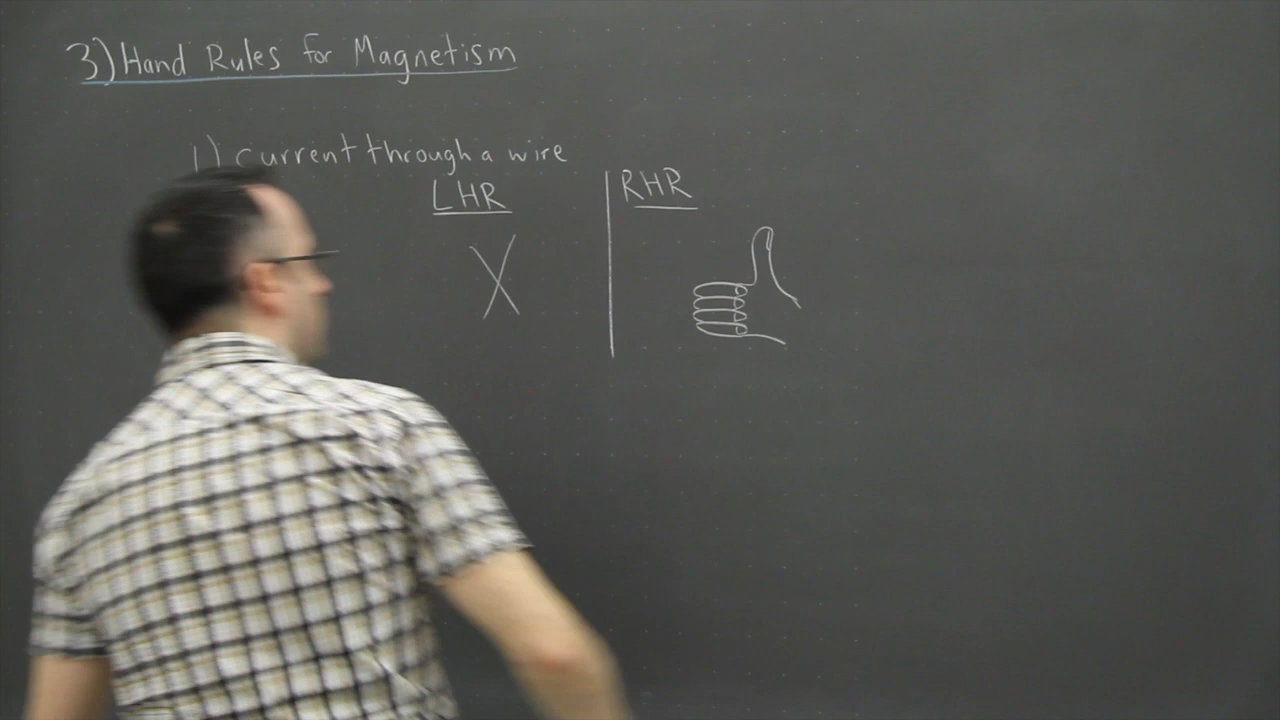 3) Hand Rules for Magnetism
1) Current through a wire
LHR
RHR
X